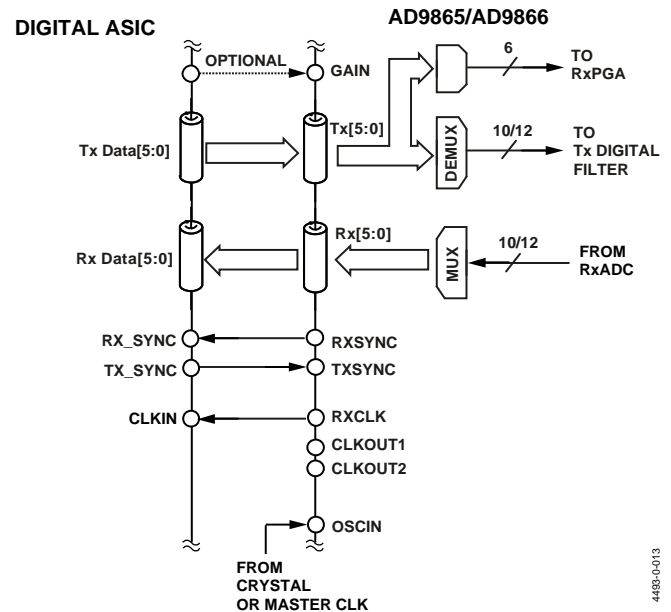 DIGITAL ASIC
AD9865/AD9866
OPTIONAL
GAIN
6
TO
RxPGA
Tx Data[5:0]
Tx[5:0]
DEMUX
10/12
TO
Tx DIGITAL
FILTER
Rx Data[5:0]
Rx[5:0]
MUX
10/12
FROM
RxADC
RX_SYNC
RXSYNC
TX_SYNC
TXSYNC
CLKIN
RXCLK
CLKOUT1
CLKOUT2
OSCIN
FROM
CRYSTAL
OR MASTER CLK
4493-0-013